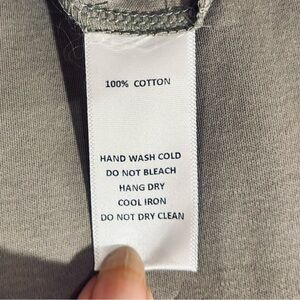 100% COTTON
HAND WASH COLD
DO NOT BLEACH
HANG DRY
COOL IRON
DO NOT DRY CLEAN